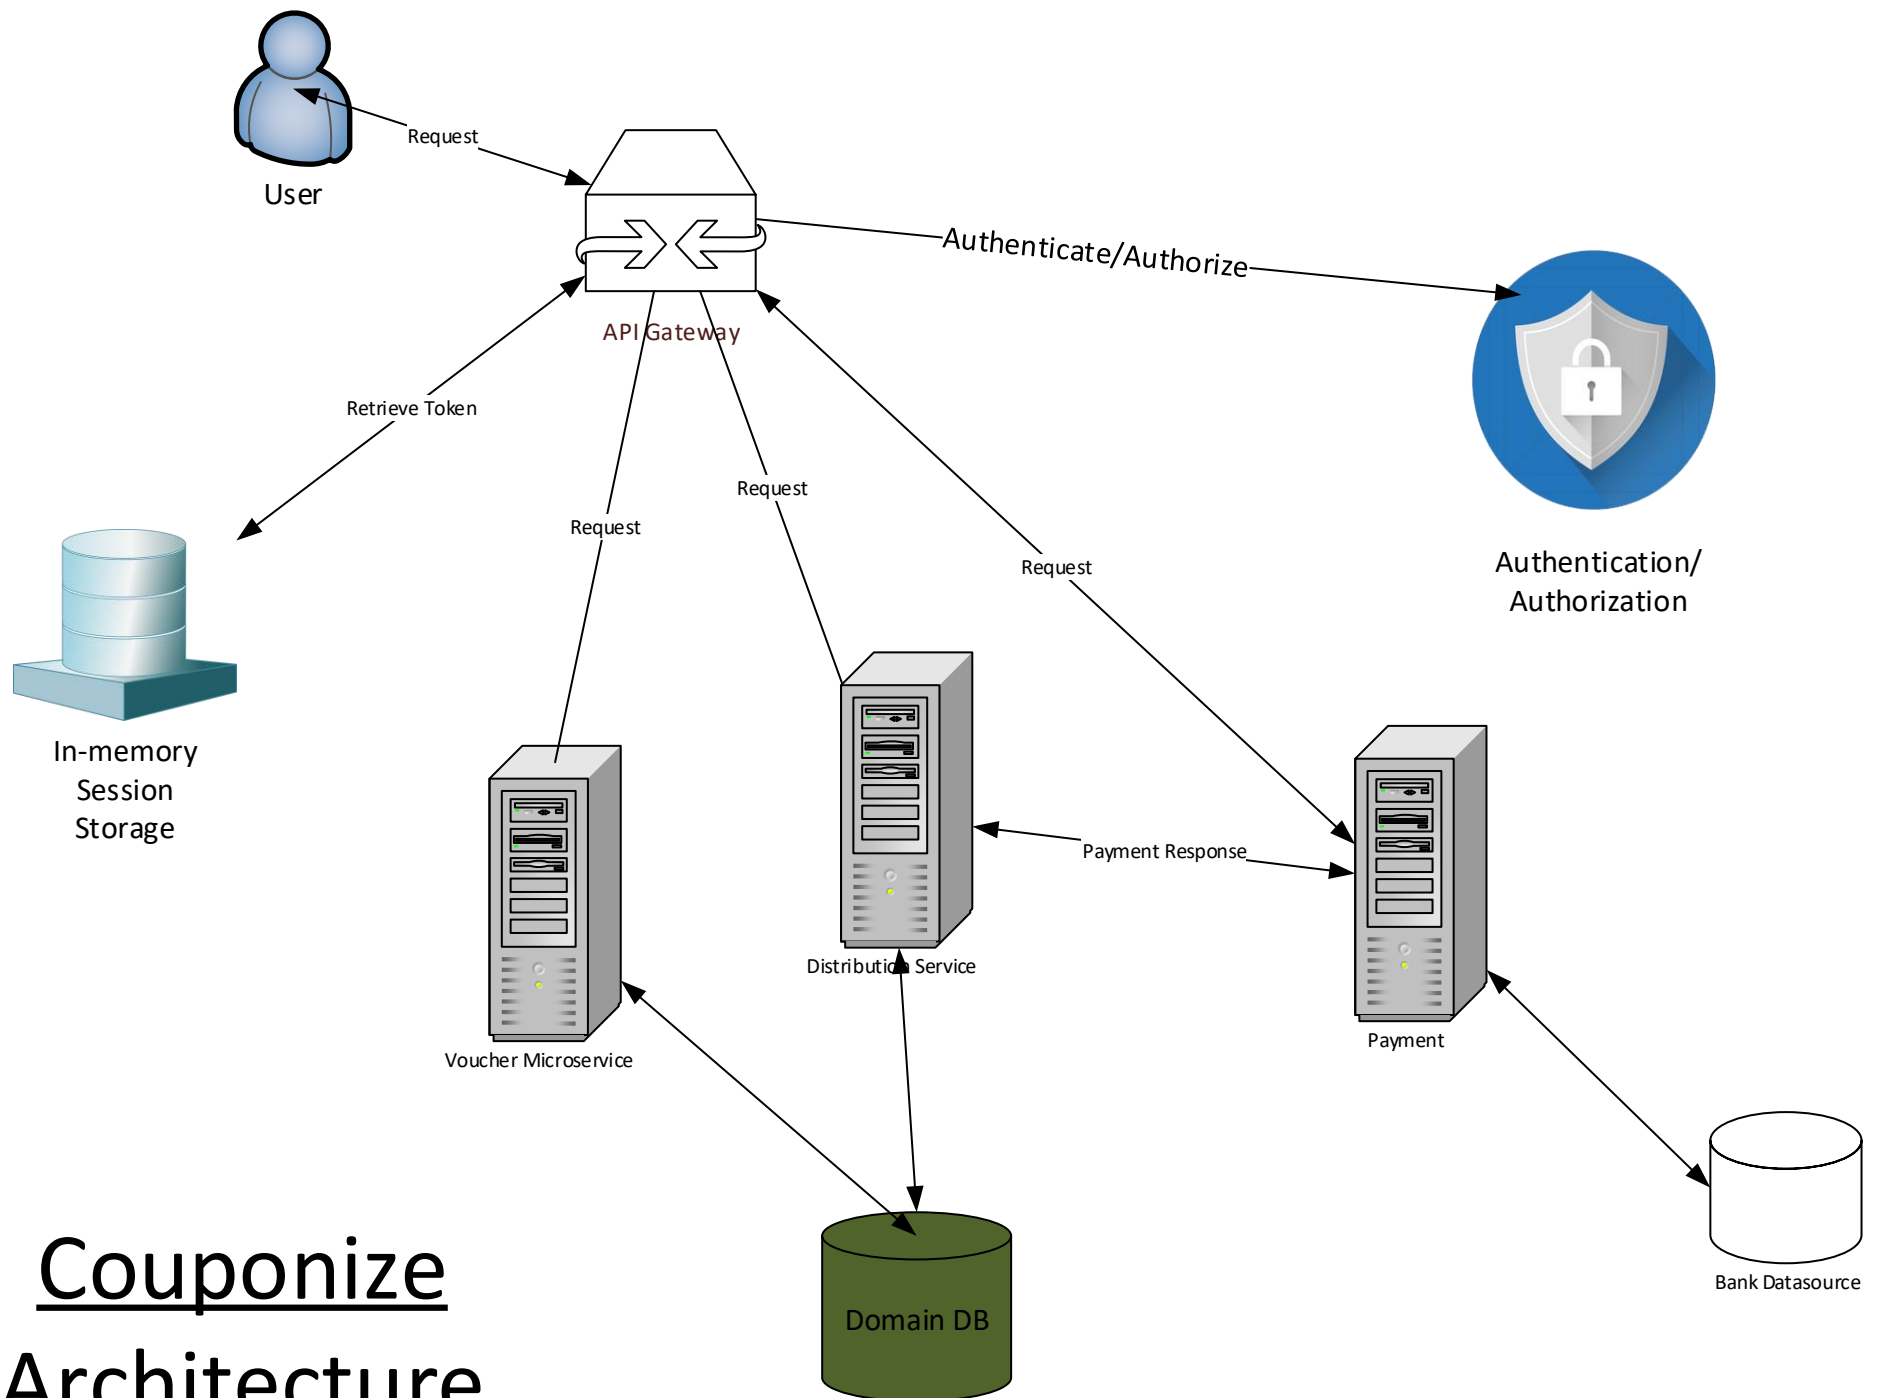 Request
User
Authenticate/Authorize
API Gateway
Retrieve Token
Request
Request
Request
Authentication/
Authorization
In-memory
Session
Storage
Payment Response
Distribution Service
Payment
Voucher Microservice
Couponize
Architecture
Domain DB
Bank Datasource